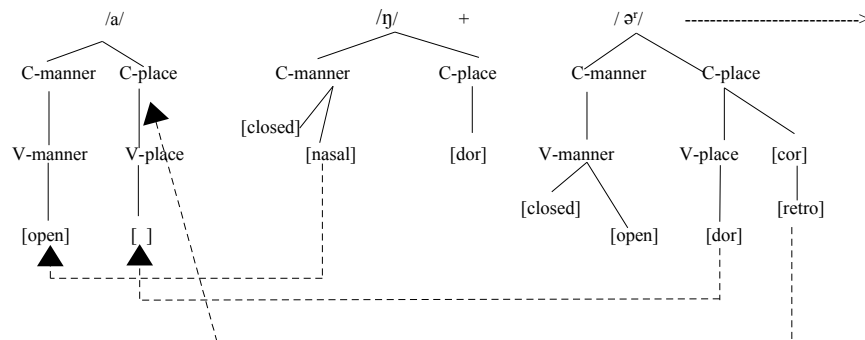 /a/ /ŋ/ + / əʳ/
C-manner C-place C-manner C-place C-manner C-place
[closed]
V-manner V-place [nasal] [dor] V-manner V-place [cor]
[closed] [retro]
[open] [ ] [open] [dor]